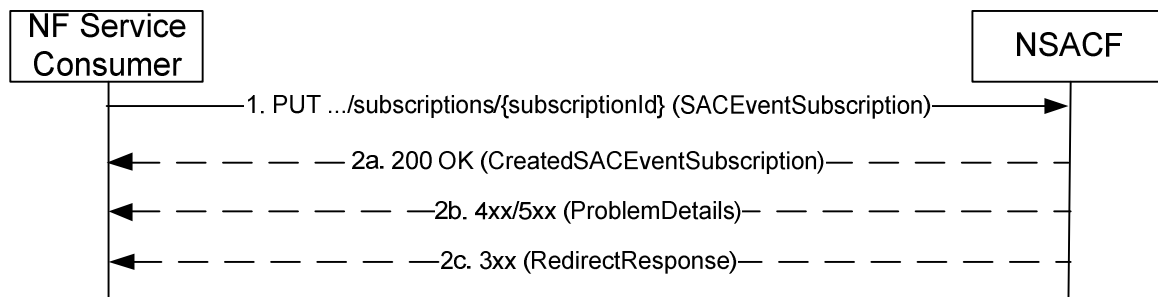 NF Service
Consumer
NSACF
1. PUT .../subscriptions/{subscriptionId} (SACEventSubscription)
2a. 200 OK (CreatedSACEventSubscription)
2b. 4xx/5xx (ProblemDetails)
2c. 3xx (RedirectResponse)